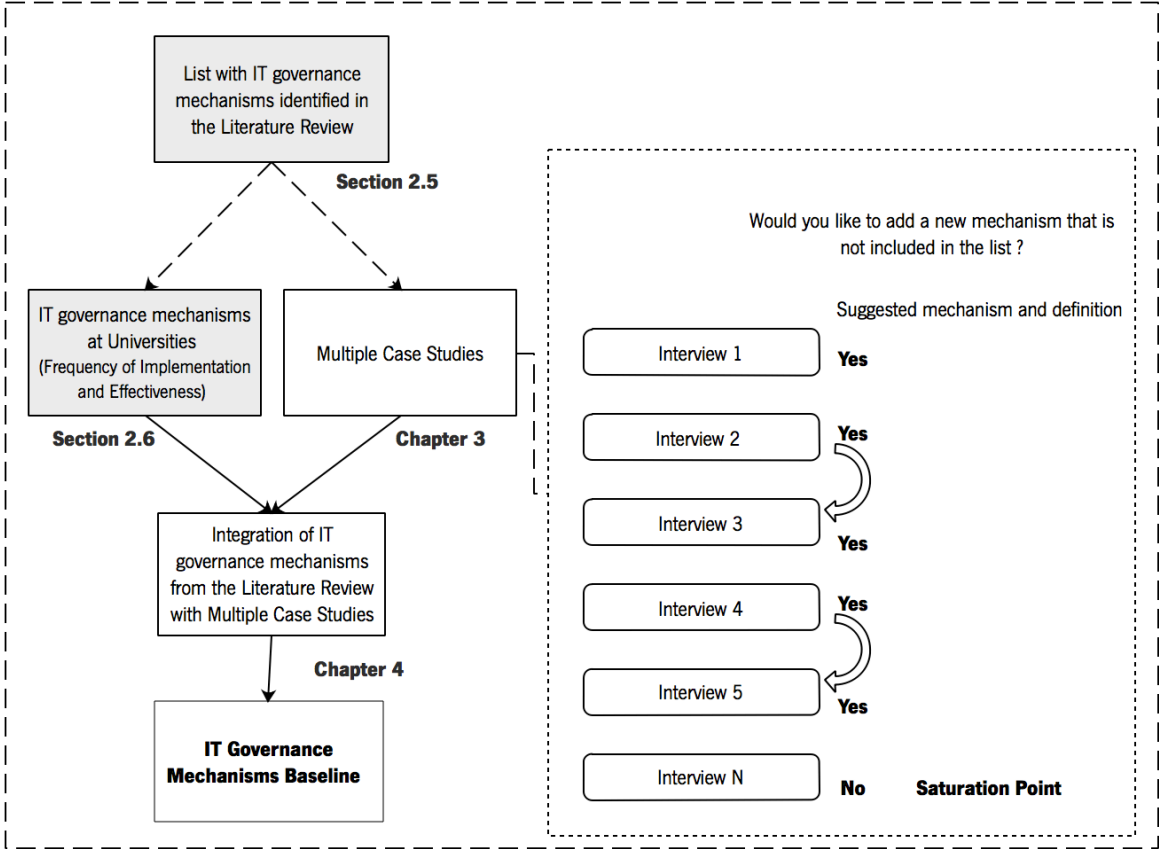 List with IT governance
mechanisms identified in
the Literature Review
Section 2.5
IT governance mechanisms
at Universities
(Frequency of Implementation
and Effectiveness)
Multiple Case Studies
Section 2.6
Chapter 3
Integration of IT
governance mechanisms
from the Literature Review
with Multiple Case Studies
Chapter 4
IT Governance
Mechanisms Baseline
Would you like to add a new mechanism that is
not included in the list ?
Suggested mechanism and definition
Interview 1
Yes
Interview 2
Yes
Interview 3
Yes
Interview 4
Yes
Interview 5
Yes
Interview N
No
Saturation Point